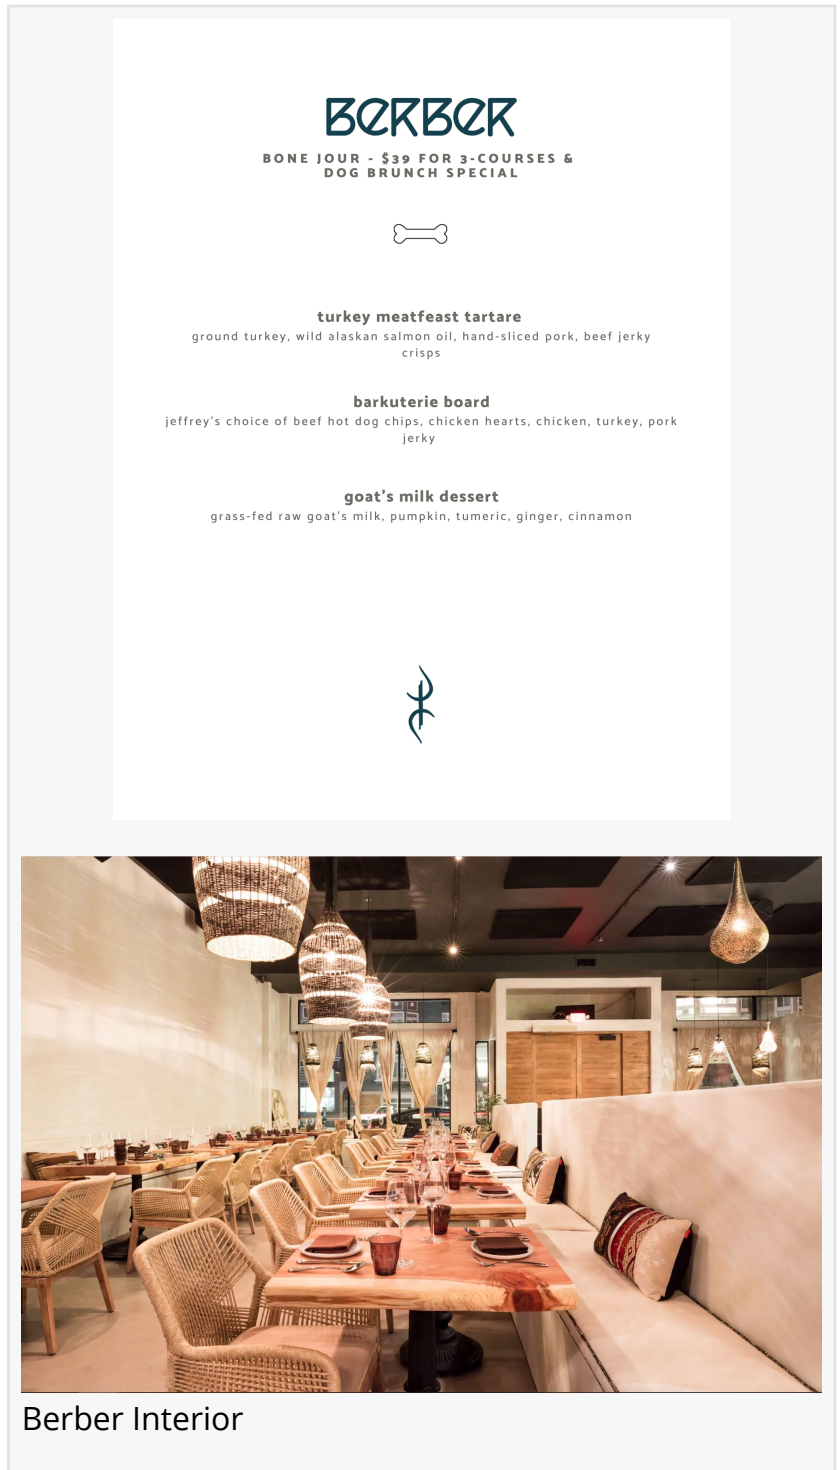 BERBER
BONE JOUR - $39 FOR 3-COURSES &
DOG BRUNCH SPECIAL
turkey meatfeast tartare
ground turkey, wild alaskan salmon oil, hand-sliced pork, beef jerky
crisps
barkuterie board
jeffrey's choice of beef hot dog chips, chicken hearts, chicken, turkey, pork
jerky
goat's milk dessert
grass-fed raw goat's milk, pumpkin, tumeric, ginger, cinnamon
Berber Interior